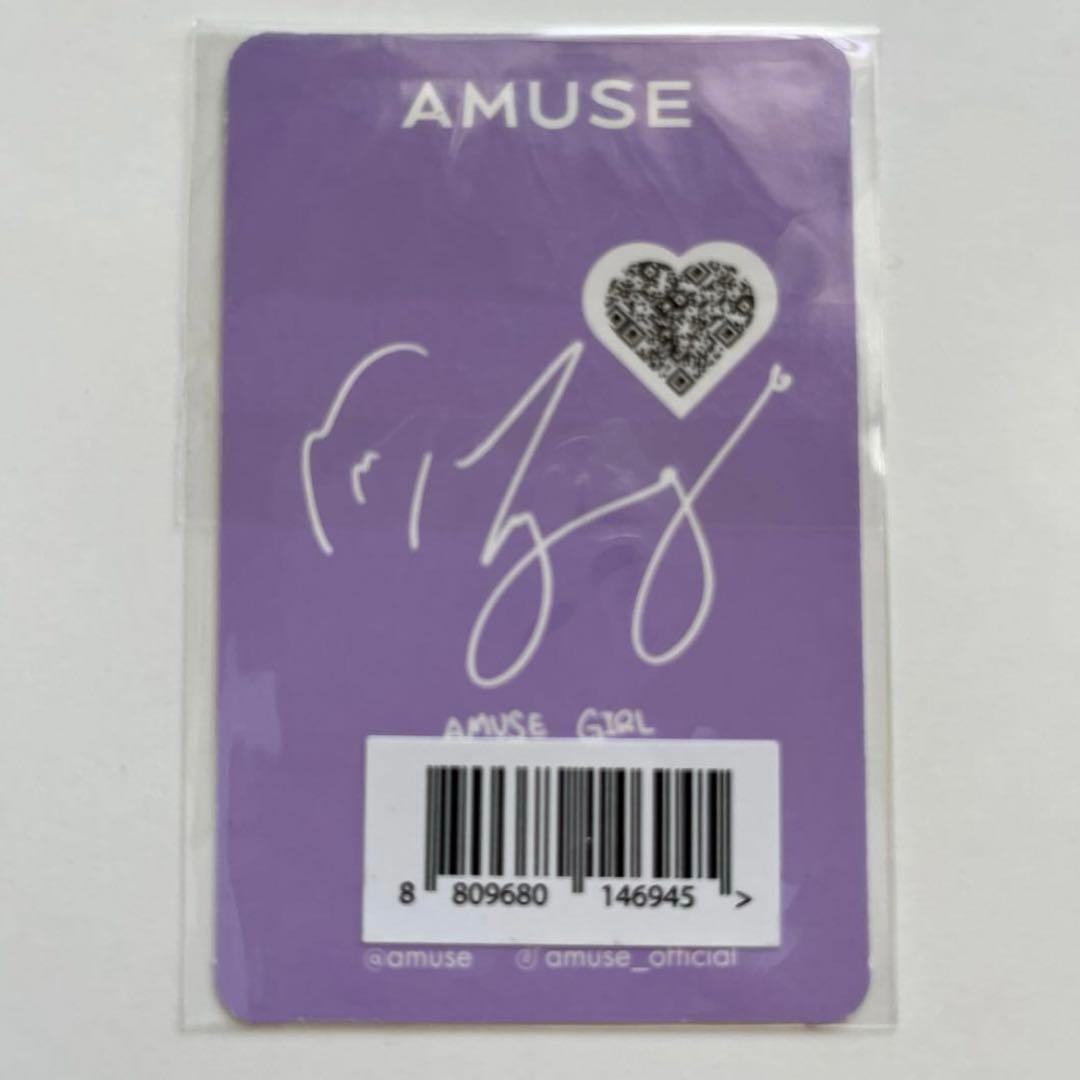 AMUSE
AMUSE GIRL
8 809680 146945 >
@amuse amuse_official